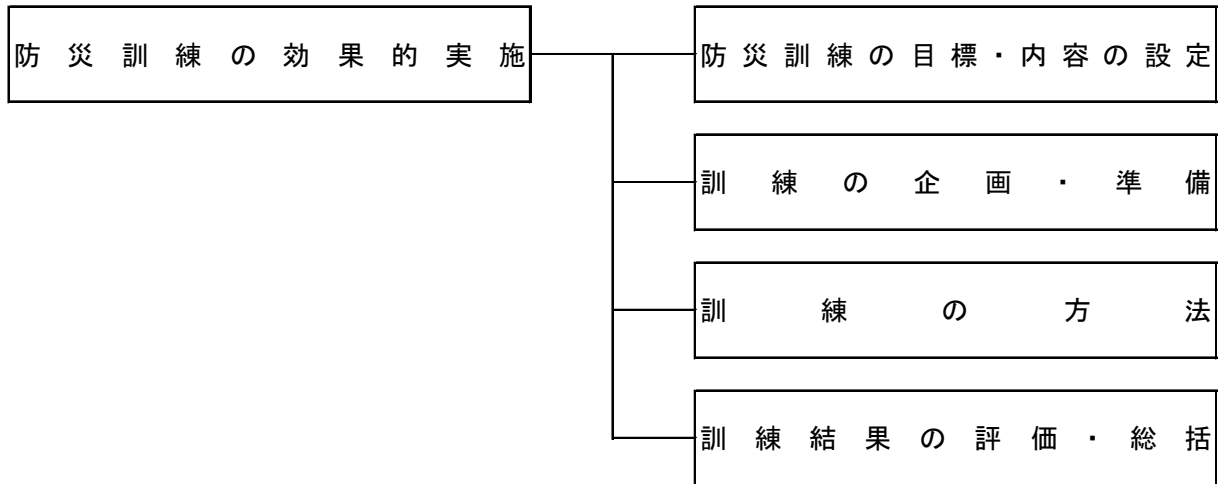 防災訓練の効果的実施
防災訓練の目標・内容の設定
訓練の企画・準備
訓練の方法
訓練結果の評価・総括